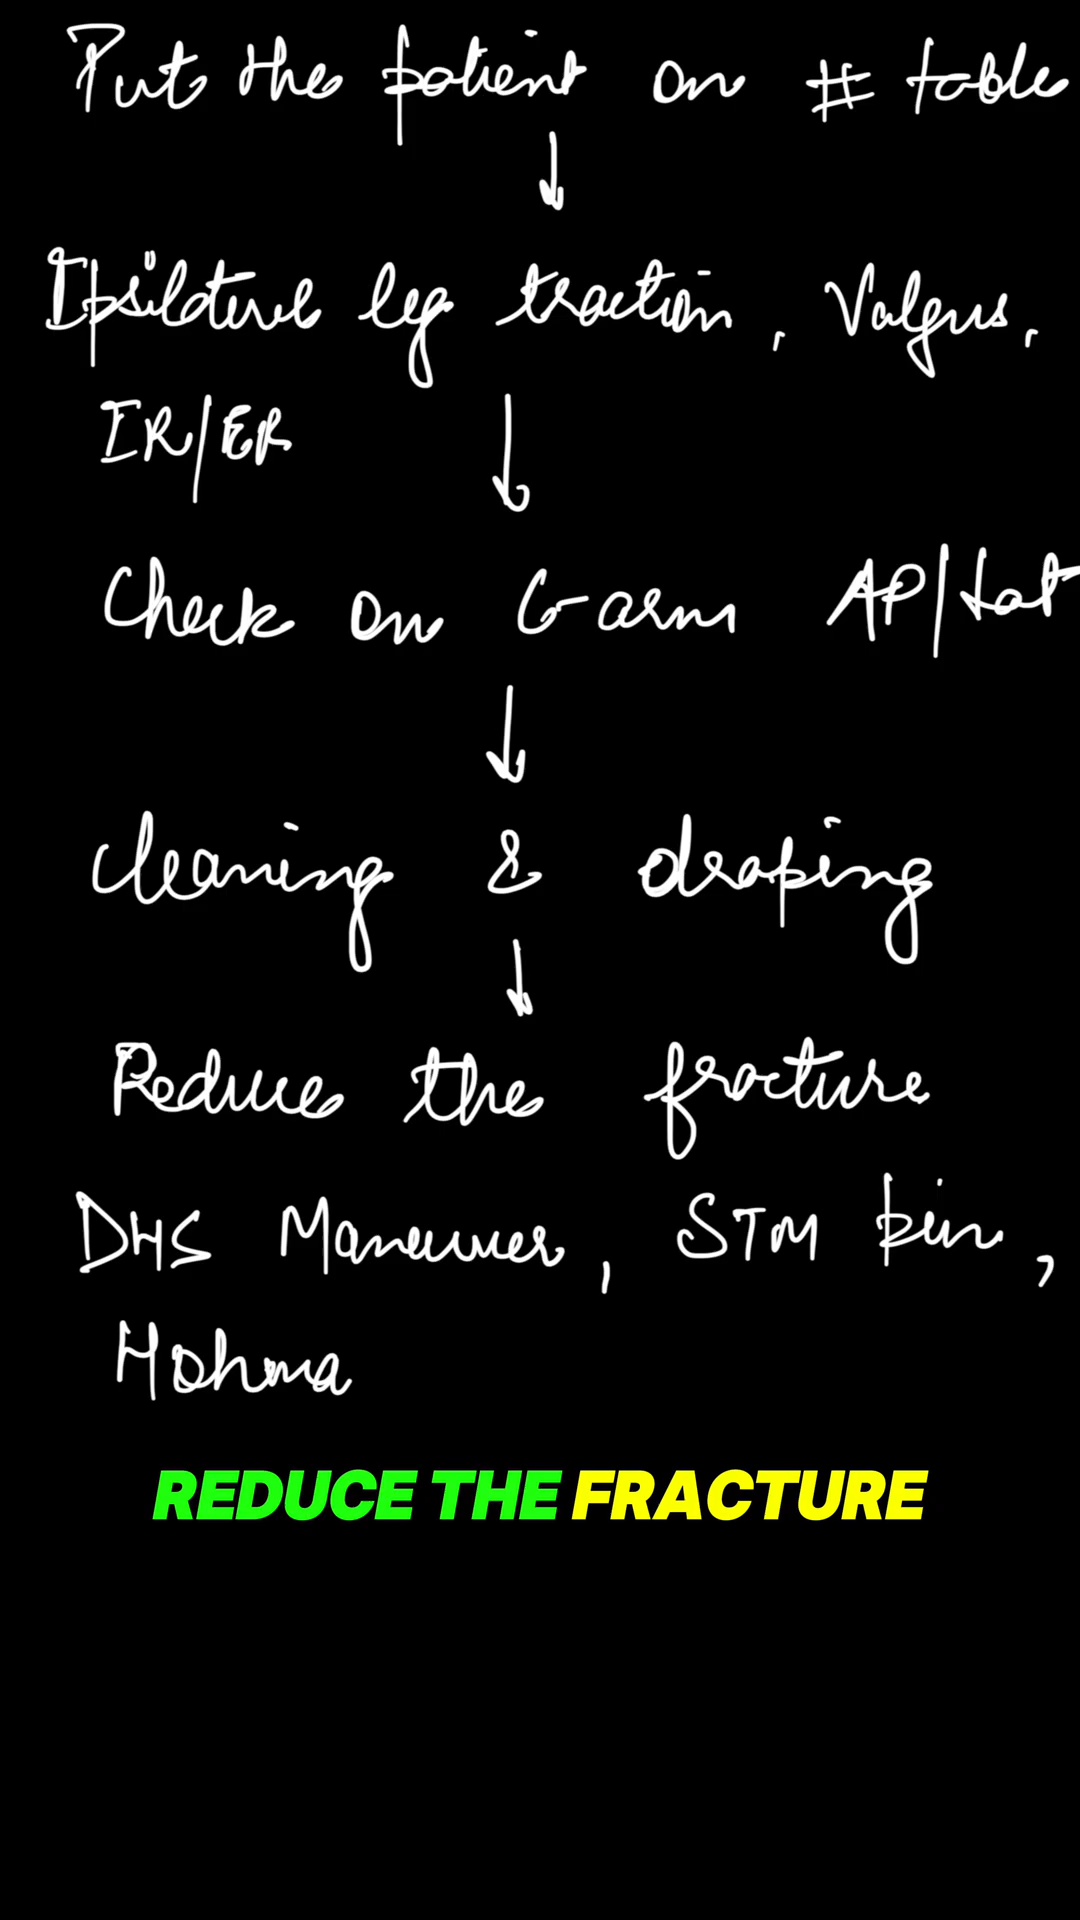 Put the patient on # table
↓
Ipsilateral leg traction, Valgus,
IR/ER ↓
Check on C-arm AP/Lat
↓
Cleaning & draping
↓
Reduce the fracture
DHS Maneuver, STM pin,
Hohma
REDUCE THE FRACTURE